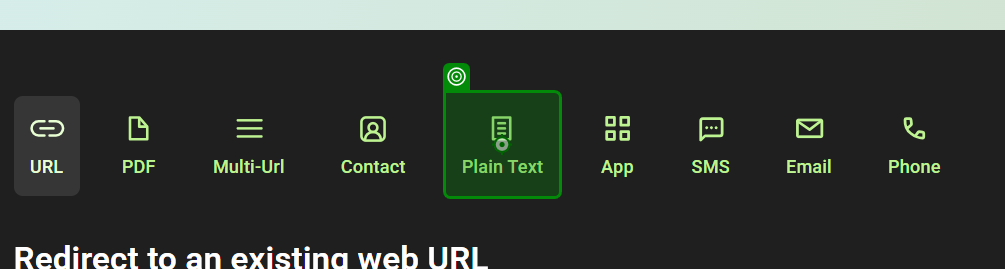 URL
PDF
Multi-Url
Contact
Plain Text
App
SMS
Email
Phone
Redirect to an existing web URL